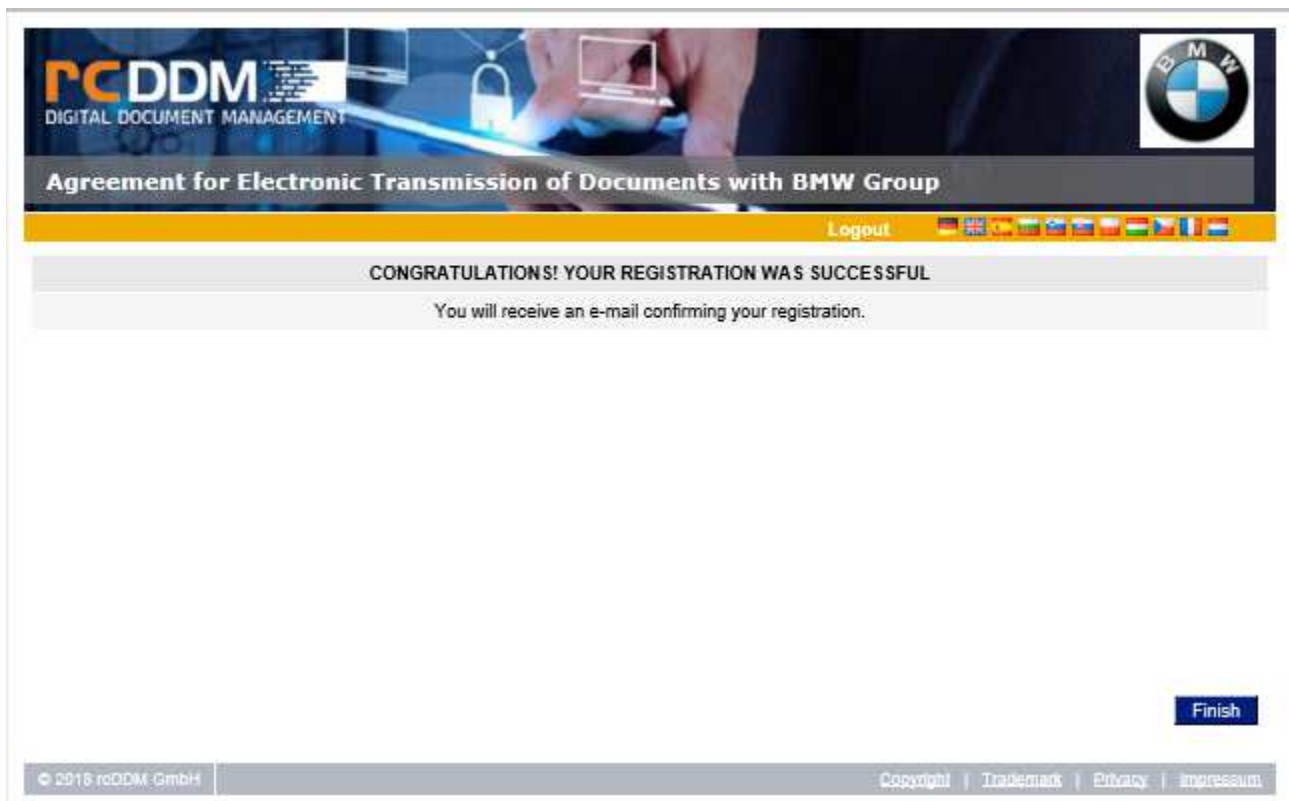 rcDDM
DIGITAL DOCUMENT MANAGEMENT
BMW
Agreement for Electronic Transmission of Documents with BMW Group
Logout
CONGRATULATIONS! YOUR REGISTRATION WAS SUCCESSFUL
You will receive an e-mail confirming your registration.
Finish
© 2018 rcDDM GmbH
Copyright | Trademark | Privacy | Impressum